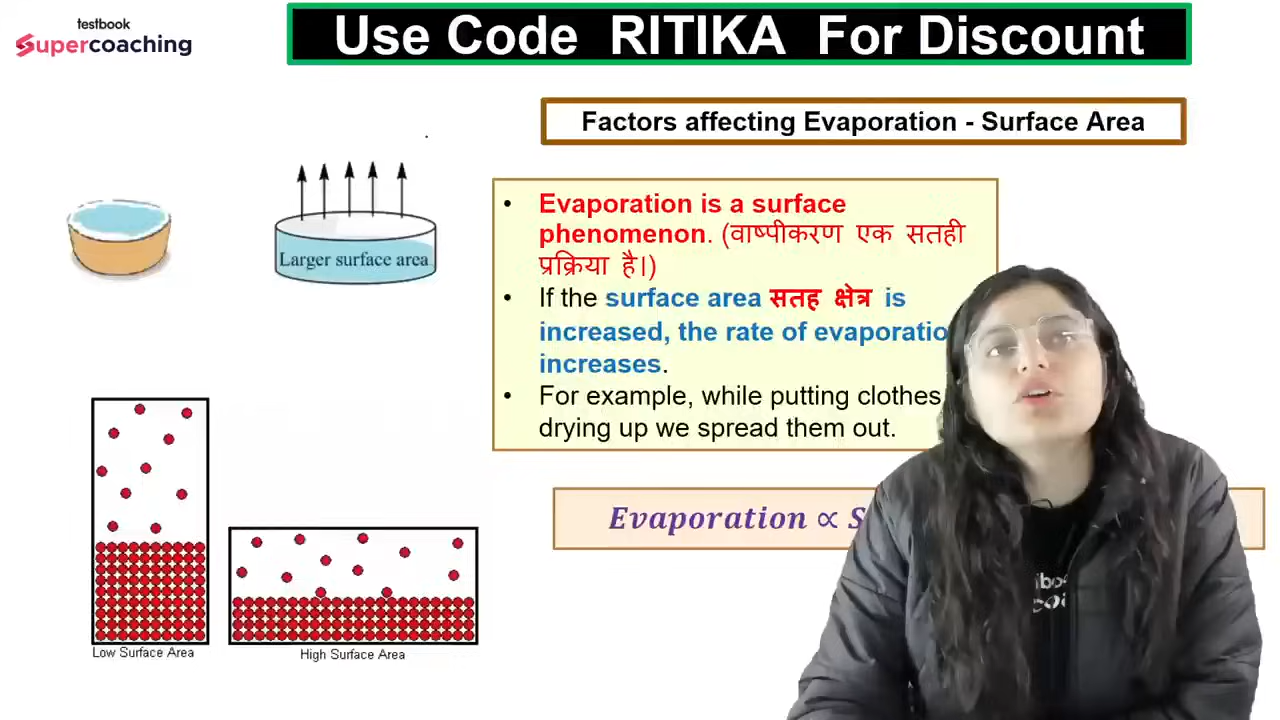 testbook
Supercoaching
Use Code RITIKA For Discount
Factors affecting Evaporation - Surface Area
Larger surface area
• Evaporation is a surface
phenomenon. (वाष्पीकरण एक सतही
प्रक्रिया है।)
• If the surface area सतह क्षेत्र is
increased, the rate of
increases.
• For example, while putting clothes
drying up we spread them out.
Evaporation ∝
Low Surface Area
High Surface Area